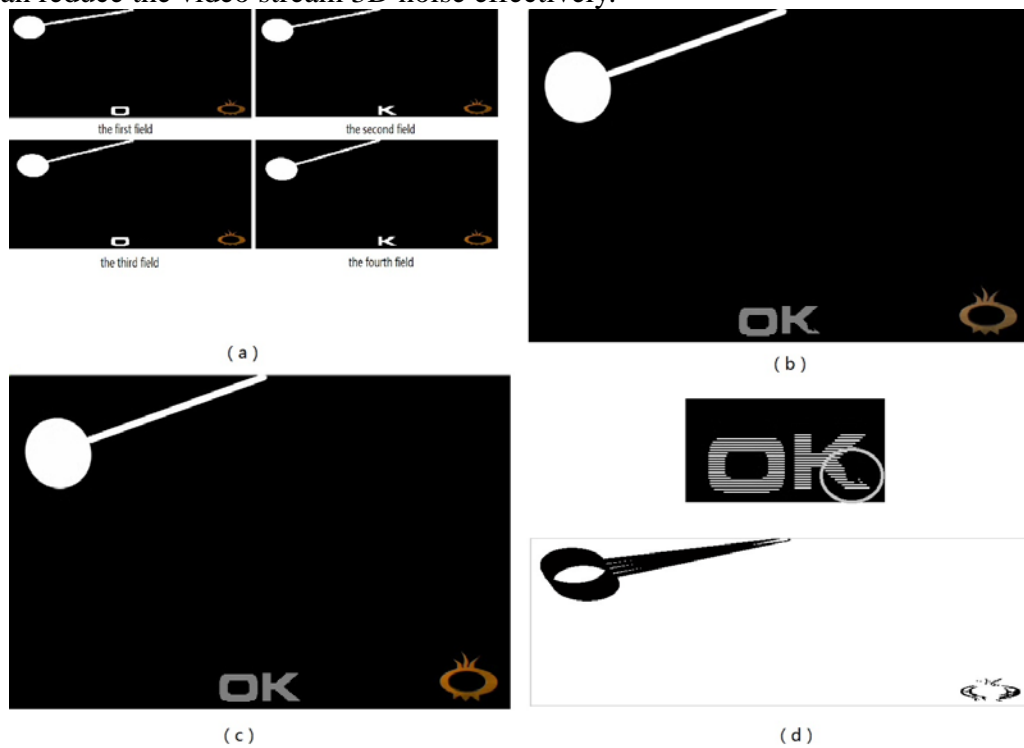 an reduce the video stream 3D noise effectively.
O
K
the first field
the second field
O
K
the third field
the fourth field
( a )
OK
( b )
OK
OK
( c )
( d )